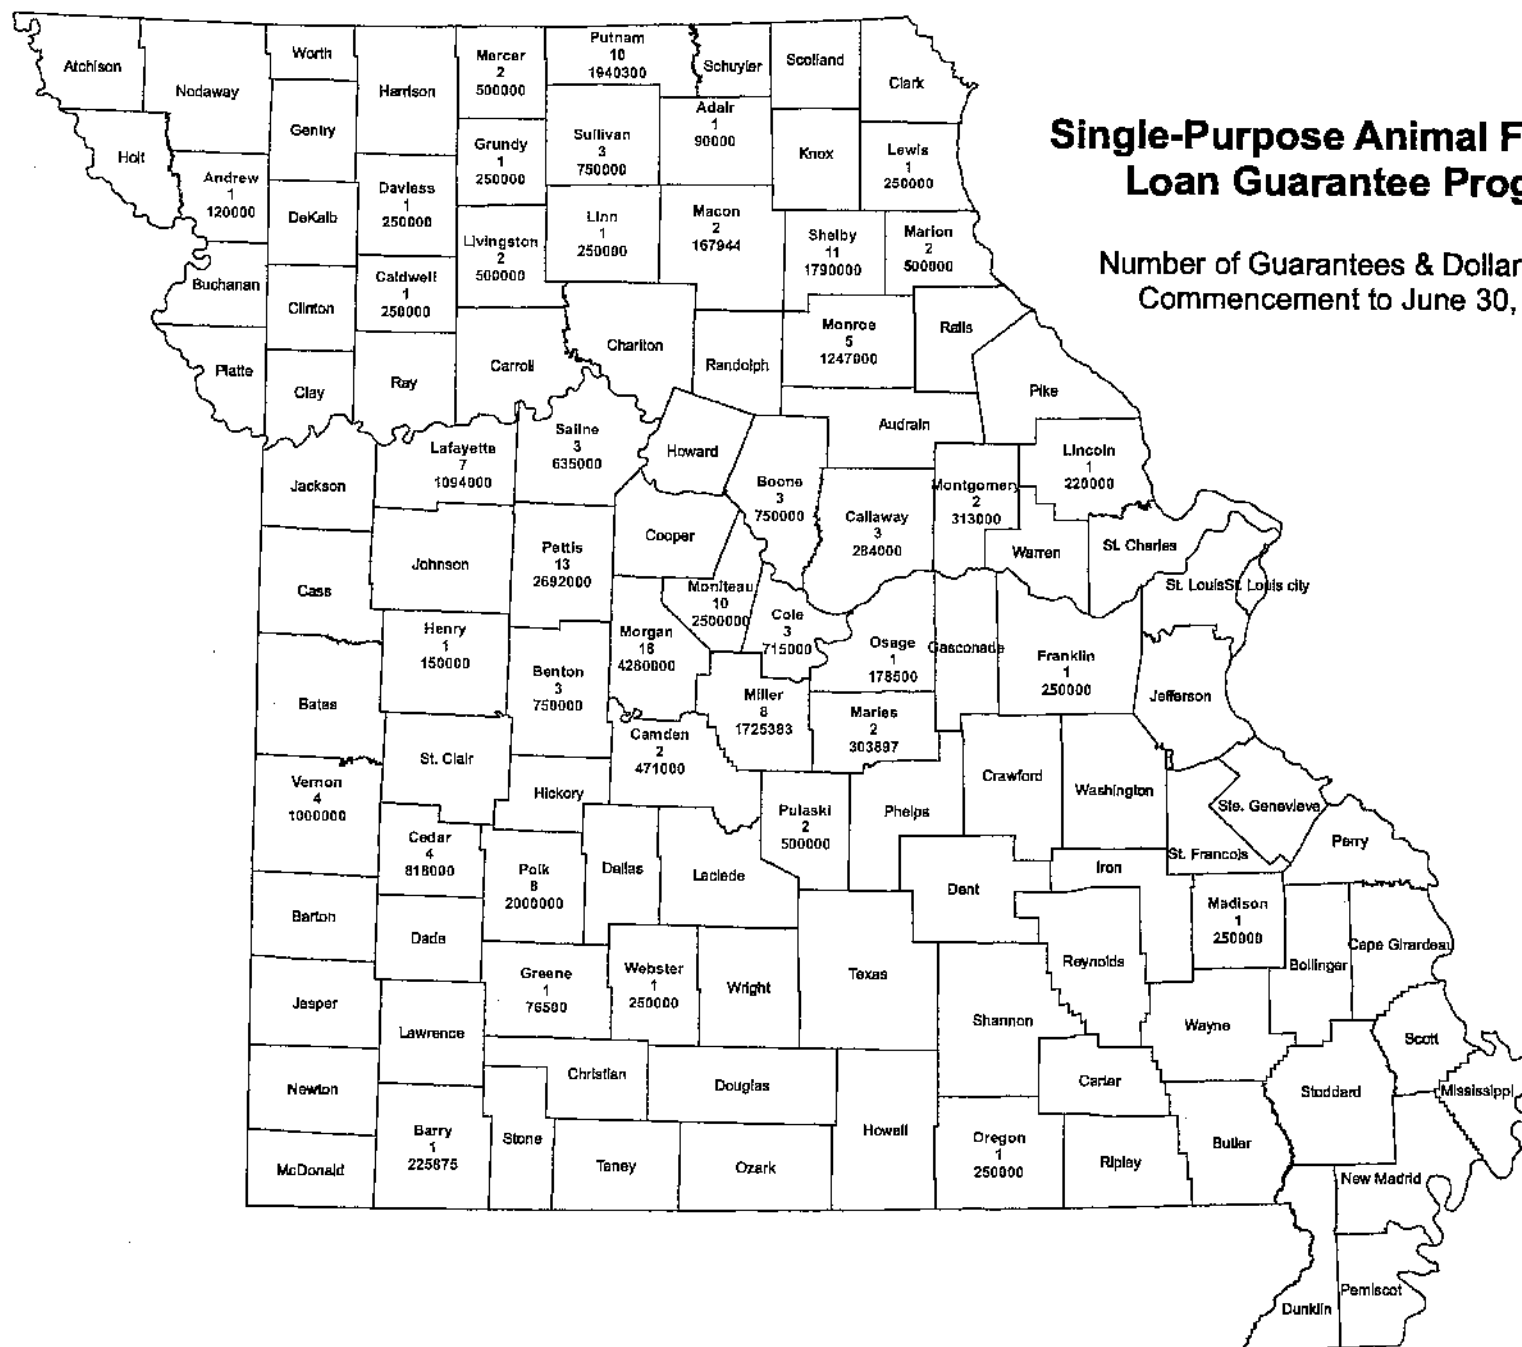 Single-Purpose Animal F
Loan Guarantee Prog
Number of Guarantees & Dollar
Commencement to June 30,
Atchison
Nodaway
Worth
Harrison
Mercer
2
500000
Putnam
10
1940300
Schuyler
Scotland
Clark
Holt
Gentry
Grundy
1
250000
Sullivan
3
750000
Adair
1
90000
Knox
Lewis
1
250000
Andrew
1
120000
DeKalb
Daviess
1
250000
Livingston
2
500000
Linn
1
250000
Macon
2
167944
Shelby
11
1790000
Marion
2
500000
Buchanan
Clinton
Caldwell
1
250000
Chariton
Randolph
Monroe
5
1247000
Ralls
Platte
Clay
Ray
Carroll
Pike
Audrain
Jackson
Lafayette
7
1094000
Saline
3
635000
Howard
Boone
3
750000
Callaway
3
284000
Montgomery
2
313000
Lincoln
1
220000
Cass
Johnson
Pettis
13
2692000
Cooper
Moniteau
10
2500000
Cole
3
715000
Warren
St. Charles
St. Louis
St. Louis city
Bates
Henry
1
150000
Benton
3
750000
Morgan
18
4280000
Miller
8
1725383
Osage
1
178500
Gasconade
Franklin
1
250000
Jefferson
Maries
2
303897
St. Clair
Camden
2
471000
Vernon
4
1000000
Hickory
Pulaski
2
500000
Phelps
Crawford
Washington
Ste. Genevieve
Cedar
4
818000
Polk
8
2000000
Dallas
Laclede
Dent
Iron
St. Francois
Perry
Barton
Dade
Madison
1
250000
Bollinger
Cape Girardeau
Jasper
Greene
1
76500
Webster
1
250000
Wright
Texas
Reynolds
Lawrence
Shannon
Wayne
Scott
Newton
Christian
Douglas
Carter
Stoddard
Mississippi
McDonald
Barry
1
225875
Stone
Taney
Ozark
Howell
Oregon
1
250000
Ripley
Butler
New Madrid
Dunklin
Pemiscot